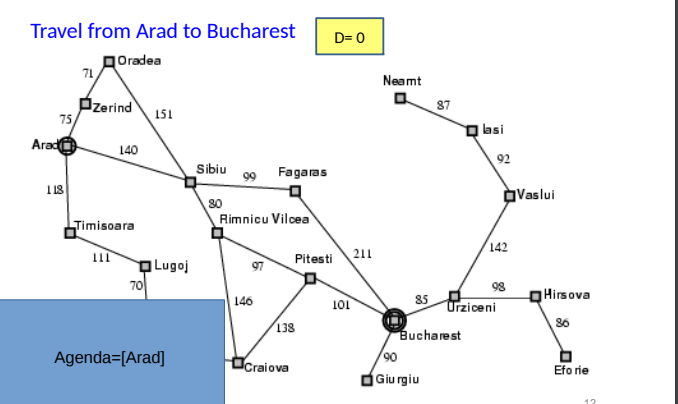 Travel from Arad to Bucharest
D= 0
Oradea
71
Neamt
Zerind
87
151
75
Iasi
Arad
140
92
Sibiu
Fagaras
99
118
80
Vaslui
Rimnicu Vilcea
Timisoara
142
111
Pitesti
211
Lugoj
97
70
98
85
Hirsova
146
101
Urziceni
86
138
Bucharest
Agenda=[Arad]
90
Craiova
Eforie
Giurgiu
12